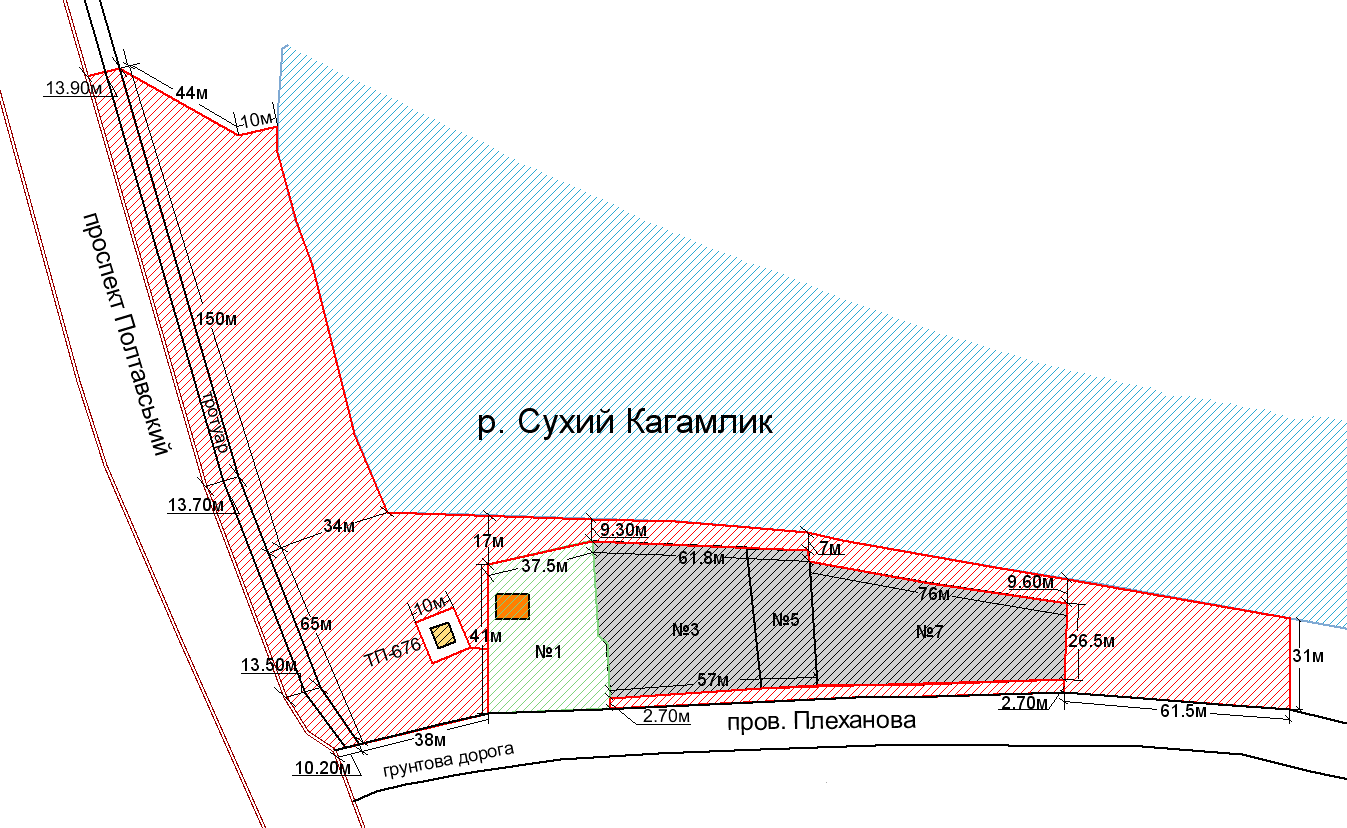 13.90м
44м
10м
проспект Полтавський
150м
тротуар
р. Сухий Кагамлик
13.70м
34м
17м
9.30м
7м
37.5м
61.8м
9.60м
76м
10м
ТП-676
65м
41м
№1
№3
№5
№7
26.5м
31м
13.50м
57м
2.70м
2.70м
61.5м
пров. Плеханова
38м
10.20м
грунтова дорога